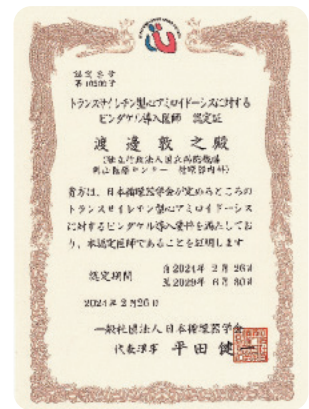 認定番号
トランスサイレチン型心アミロイドーシスに対する
ビンダケル導入医師　認定証
渡邊敦之殿
(独立行政法人国立病院機構
岡山医療センター　循環器内科)
貴方は、日本循環器学会が定めるところの
トランスサイレチン型心アミロイドーシス
に対するビンダケル導入要件を満たしてお
り、本認定医師であることを証明します
認定期間
自2024年 2月 26日
至2029年 6月 30日
2024年2月26日
一般社団法人日本循環器学会
代表理事　平田健一